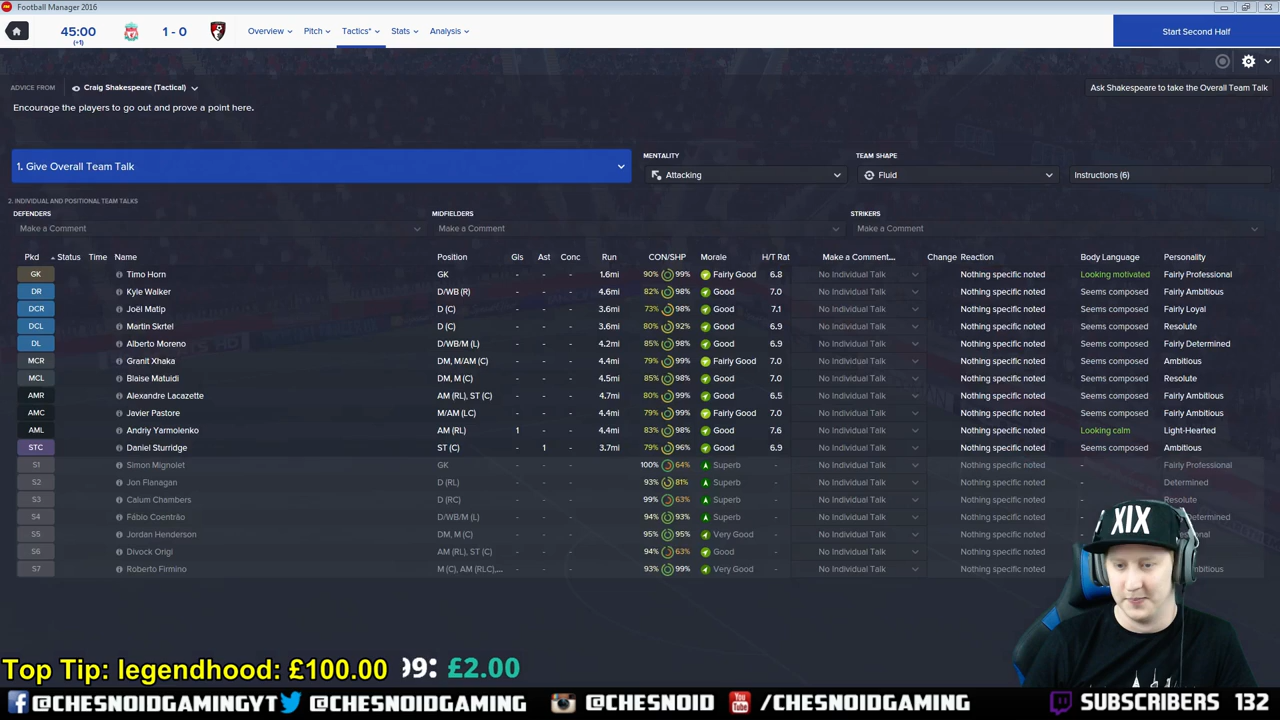 Football Manager 2016
45:00 (+1) 1 - 0 Overview Pitch Tactics* Stats Analysis Start Second Half
ADVICE FROM Craig Shakespeare (Tactical) Ask Shakespeare to take the Overall Team Talk
Encourage the players to go out and prove a point here.
MENTALITY TEAM SHAPE
1. Give Overall Team Talk Attacking Fluid Instructions (6)
2. INDIVIDUAL AND POSITIONAL TEAM TALKS
DEFENDERS MIDFIELDERS STRIKERS
Make a Comment Make a Comment Make a Comment
Pkd Status Time Name Position Gls Ast Conc Run CON/SHP Morale H/T Rat Make a Comment... Change Reaction Body Language Personality
GK Timo Horn GK - - - 1.6mi 90% 99% Fairly Good 6.8 No Individual Talk Nothing specific noted Looking motivated Fairly Professional
DR Kyle Walker D/WB (R) - - - 4.6mi 82% 98% Good 7.0 No Individual Talk Nothing specific noted Seems composed Fairly Ambitious
DCR Joël Matip D (C) - - - 3.6mi 73% 98% Good 7.1 No Individual Talk Nothing specific noted Seems composed Fairly Loyal
DCL Martin Skrtel D (C) - - - 3.6mi 80% 92% Good 6.9 No Individual Talk Nothing specific noted Seems composed Resolute
DL Alberto Moreno D/WB/M (L) - - - 4.2mi 85% 98% Good 6.9 No Individual Talk Nothing specific noted Seems composed Fairly Determined
MCR Granit Xhaka DM, M/AM (C) - - - 4.4mi 79% 99% Fairly Good 7.0 No Individual Talk Nothing specific noted Seems composed Ambitious
MCL Blaise Matuidi DM, M (C) - - - 4.5mi 85% 98% Good 7.0 No Individual Talk Nothing specific noted Seems composed Resolute
AMR Alexandre Lacazette AM (RL), ST (C) - - - 4.7mi 80% 99% Good 6.5 No Individual Talk Nothing specific noted Seems composed Fairly Ambitious
AMC Javier Pastore M/AM (LC) - - - 4.4mi 79% 99% Fairly Good 7.0 No Individual Talk Nothing specific noted Seems composed Fairly Ambitious
AML Andriy Yarmolenko AM (RL) 1 - - 4.4mi 83% 98% Good 7.6 No Individual Talk Nothing specific noted Looking calm Light-Hearted
STC Daniel Sturridge ST (C) - 1 - 3.7mi 79% 96% Good 6.9 No Individual Talk Nothing specific noted Seems composed Ambitious
S1 Simon Mignolet GK - - - 100% 64% Superb - No Individual Talk Nothing specific noted - Fairly Professional
S2 Jon Flanagan D (RL) - - - 93% 81% Superb - No Individual Talk Nothing specific noted - Determined
S3 Calum Chambers D (RC) - - - 99% 63% Superb - No Individual Talk Nothing specific noted - Resolute
S4 Fábio Coentrão D/WB/M (L) - - - 94% 93% Superb - No Individual Talk Nothing specific noted - Determined
S5 Jordan Henderson DM, M (C) - - - 95% 95% Very Good - No Individual Talk Nothing specific noted -
S6 Divock Origi AM (RL), ST (C) - - - 94% 63% Good - No Individual Talk Nothing specific noted -
S7 Roberto Firmino M (C), AM (RLC),... - - - 93% 99% Very Good - No Individual Talk Nothing specific noted -
XIX
Top Tip: legendhood: £100.00 99: £2.00
@CHESNOIDGAMINGYT @CHESNOIDGAMING @CHESNOID /CHESNOIDGAMING SUBSCRIBERS 132